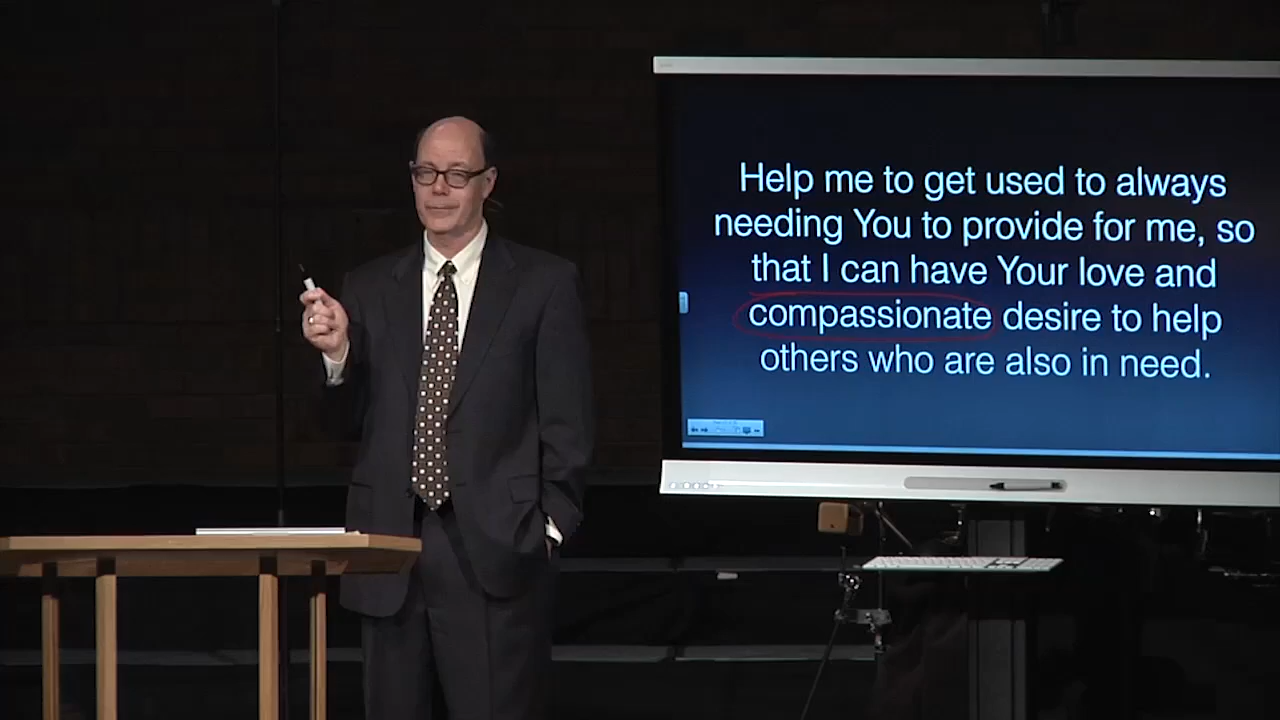 Help me to get used to always
needing You to provide for me, so
that I can have Your love and
compassionate desire to help
others who are also in need.